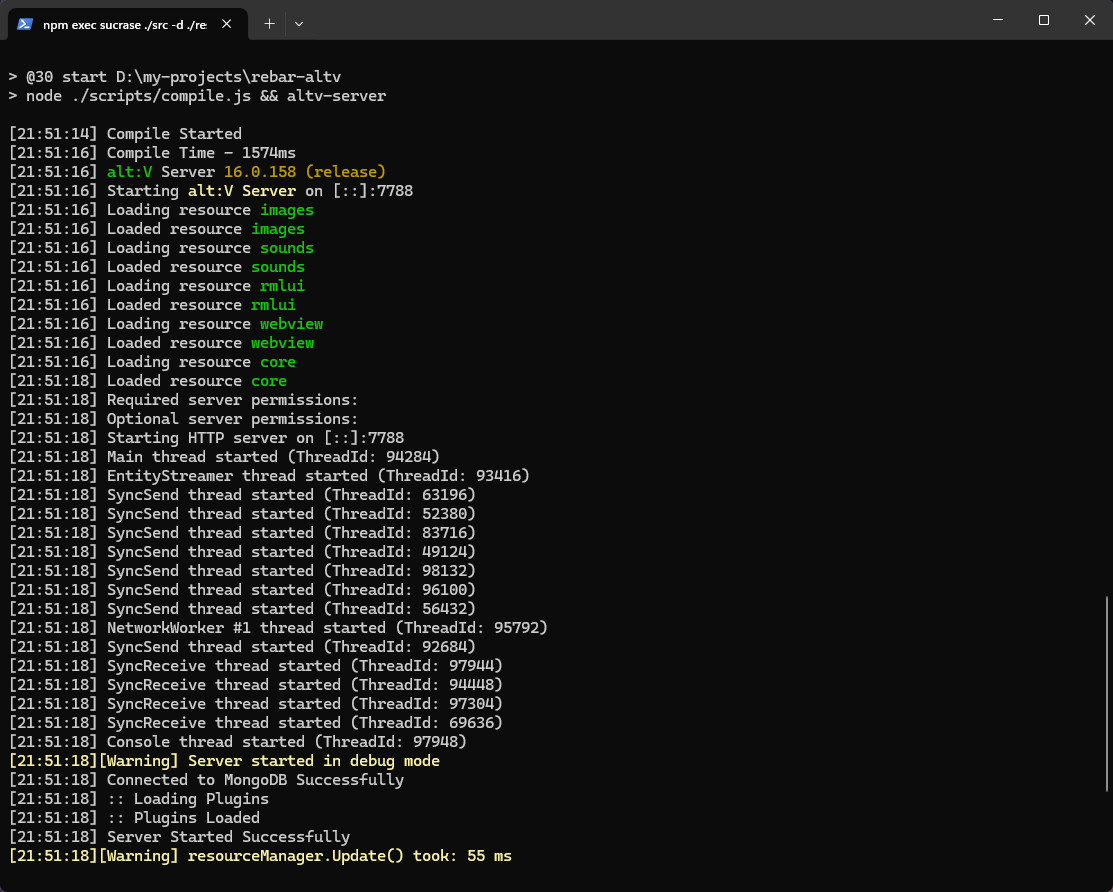 npm exec sucrase ./src -d ./re
> @30 start D:\my-projects\rebar-altv
> node ./scripts/compile.js && altv-server
[21:51:14] Compile Started
[21:51:16] Compile Time - 1574ms
[21:51:16] alt:V Server 16.0.158 (release)
[21:51:16] Starting alt:V Server on [::]:7788
[21:51:16] Loading resource images
[21:51:16] Loaded resource images
[21:51:16] Loading resource sounds
[21:51:16] Loaded resource sounds
[21:51:16] Loading resource rmlui
[21:51:16] Loaded resource rmlui
[21:51:16] Loading resource webview
[21:51:16] Loaded resource webview
[21:51:16] Loading resource core
[21:51:18] Loaded resource core
[21:51:18] Required server permissions:
[21:51:18] Optional server permissions:
[21:51:18] Starting HTTP server on [::]:7788
[21:51:18] Main thread started (ThreadId: 94284)
[21:51:18] EntityStreamer thread started (ThreadId: 93416)
[21:51:18] SyncSend thread started (ThreadId: 63196)
[21:51:18] SyncSend thread started (ThreadId: 52380)
[21:51:18] SyncSend thread started (ThreadId: 83716)
[21:51:18] SyncSend thread started (ThreadId: 49124)
[21:51:18] SyncSend thread started (ThreadId: 98132)
[21:51:18] SyncSend thread started (ThreadId: 96100)
[21:51:18] SyncSend thread started (ThreadId: 56432)
[21:51:18] NetworkWorker #1 thread started (ThreadId: 95792)
[21:51:18] SyncSend thread started (ThreadId: 92684)
[21:51:18] SyncReceive thread started (ThreadId: 97944)
[21:51:18] SyncReceive thread started (ThreadId: 94448)
[21:51:18] SyncReceive thread started (ThreadId: 97304)
[21:51:18] SyncReceive thread started (ThreadId: 69636)
[21:51:18] Console thread started (ThreadId: 97948)
[21:51:18][Warning] Server started in debug mode
[21:51:18] Connected to MongoDB Successfully
[21:51:18] :: Loading Plugins
[21:51:18] :: Plugins Loaded
[21:51:18] Server Started Successfully
[21:51:18][Warning] resourceManager.Update() took: 55 ms